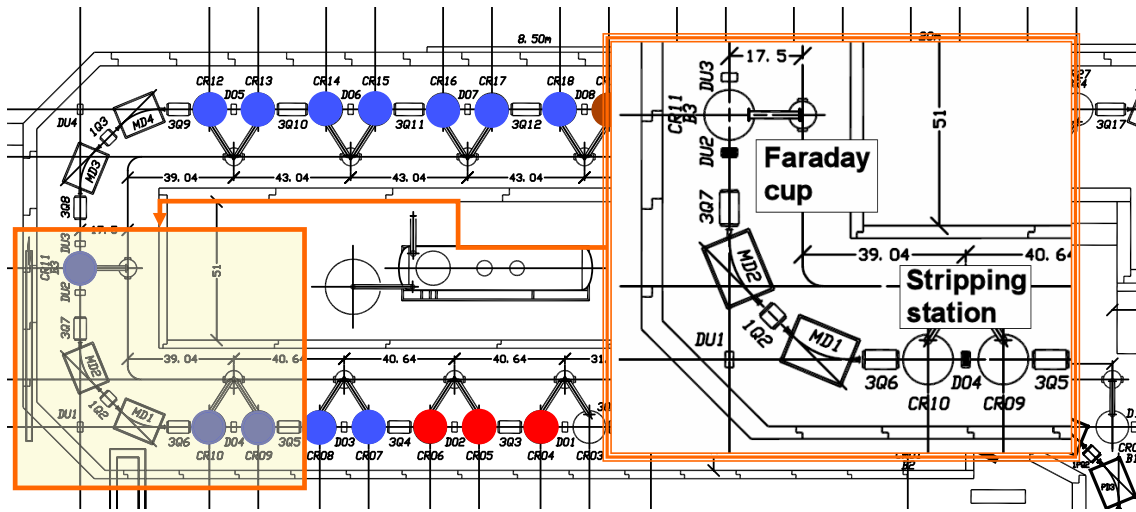 8.50m
CR12 CR13 CR14 CR15 CR16 CR17 CR18
D05 D06 D07 D08
DU4 1Q3 MD4 3Q9 3Q10 3Q11 3Q12
MD3
3Q8
39.04 43.04 43.04 43.04
DU3
CR11
B3
DU2
3Q7
51
MD2
39.04 40.64 40.64 40.64
1Q2
MD1
DU1
3Q6 D04 3Q5 D03 3Q4 D02 3Q3 D01
CR10 CR09 CR08 CR07 CR06 CR05 CR04 CR03
17.5
DU3
CR11
B3
DU2
Faraday
cup
51
3Q7
MD2
39.04
Stripping
station
1Q2
MD1
DU1
3Q6 D04 3Q5
CR10 CR09
3Q17
PD3